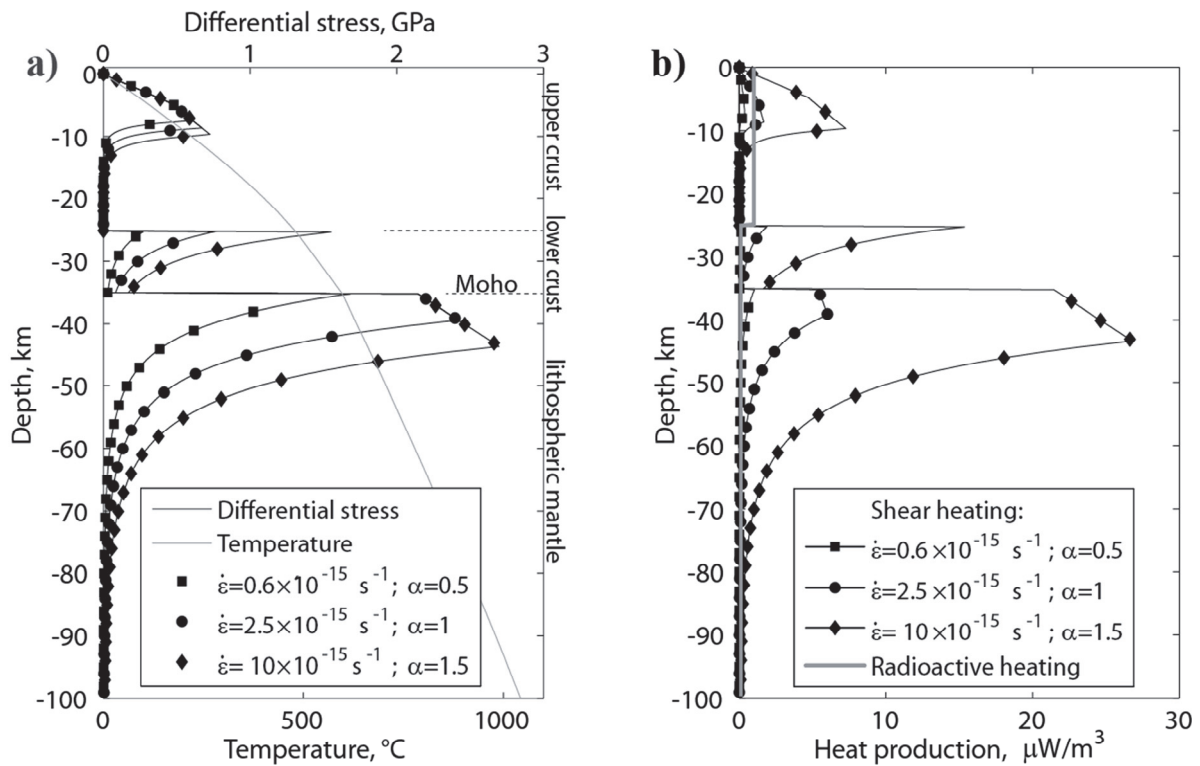 Differential stress, GPa
0 1 2 3
a)
0
-10
-20
-30
-40
-50
-60
-70
-80
-90
-100
Depth, km
upper crust
lower crust
Moho
lithospheric mantle
Differential stress
Temperature
ε̇=0.6×10⁻¹⁵ s⁻¹; α=0.5
ε̇=2.5×10⁻¹⁵ s⁻¹; α=1
ε̇= 10×10⁻¹⁵ s⁻¹; α=1.5
0 500 1000
Temperature, °C
b)
0
-10
-20
-30
-40
-50
-60
-70
-80
-90
-100
Depth, km
Shear heating:
ε̇=0.6×10⁻¹⁵ s⁻¹; α=0.5
ε̇=2.5×10⁻¹⁵ s⁻¹; α=1
ε̇= 10×10⁻¹⁵ s⁻¹; α=1.5
Radioactive heating
0 10 20 30
Heat production, μW/m³